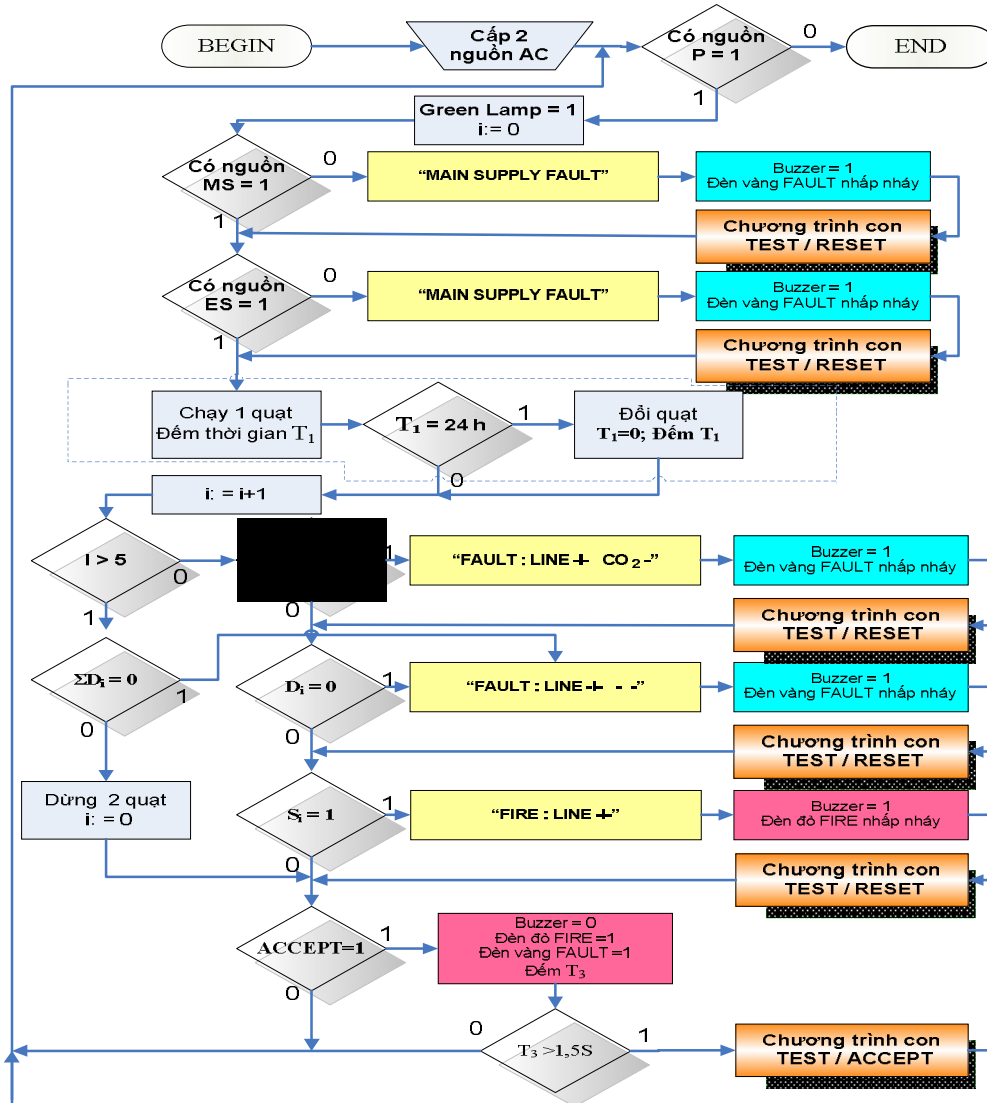 BEGIN
Cấp 2
nguồn AC
Có nguồn
P = 1
0
END
1
Green Lamp = 1
i:= 0
Có nguồn
MS = 1
0
“MAIN SUPPLY FAULT”
Buzzer = 1
Đèn vàng FAULT nhấp nháy
1
Chương trình con
TEST / RESET
Có nguồn
ES = 1
0
“MAIN SUPPLY FAULT”
Buzzer = 1
Đèn vàng FAULT nhấp nháy
1
Chương trình con
TEST / RESET
Chạy 1 quạt
Đếm thời gian T₁
T₁ = 24 h
1
Đổi quạt
T₁=0; Đếm T₁
0
i: = i+1
I > 5
0
1
1
“FAULT : LINE + CO₂-”
Buzzer = 1
Đèn vàng FAULT nhấp nháy
0
Chương trình con
TEST / RESET
ΣDᵢ = 0
1
0
Dᵢ = 0
1
“FAULT : LINE + - -”
Buzzer = 1
Đèn vàng FAULT nhấp nháy
0
Chương trình con
TEST / RESET
Dừng 2 quạt
i: = 0
Sᵢ = 1
1
“FIRE : LINE +”
Buzzer = 1
Đèn đỏ FIRE nhấp nháy
0
Chương trình con
TEST / RESET
ACCEPT=1
1
Buzzer = 0
Đèn đỏ FIRE =1
Đèn vàng FAULT =1
Đếm T₃
0
0
T₃ >1,5S
1
Chương trình con
TEST / ACCEPT